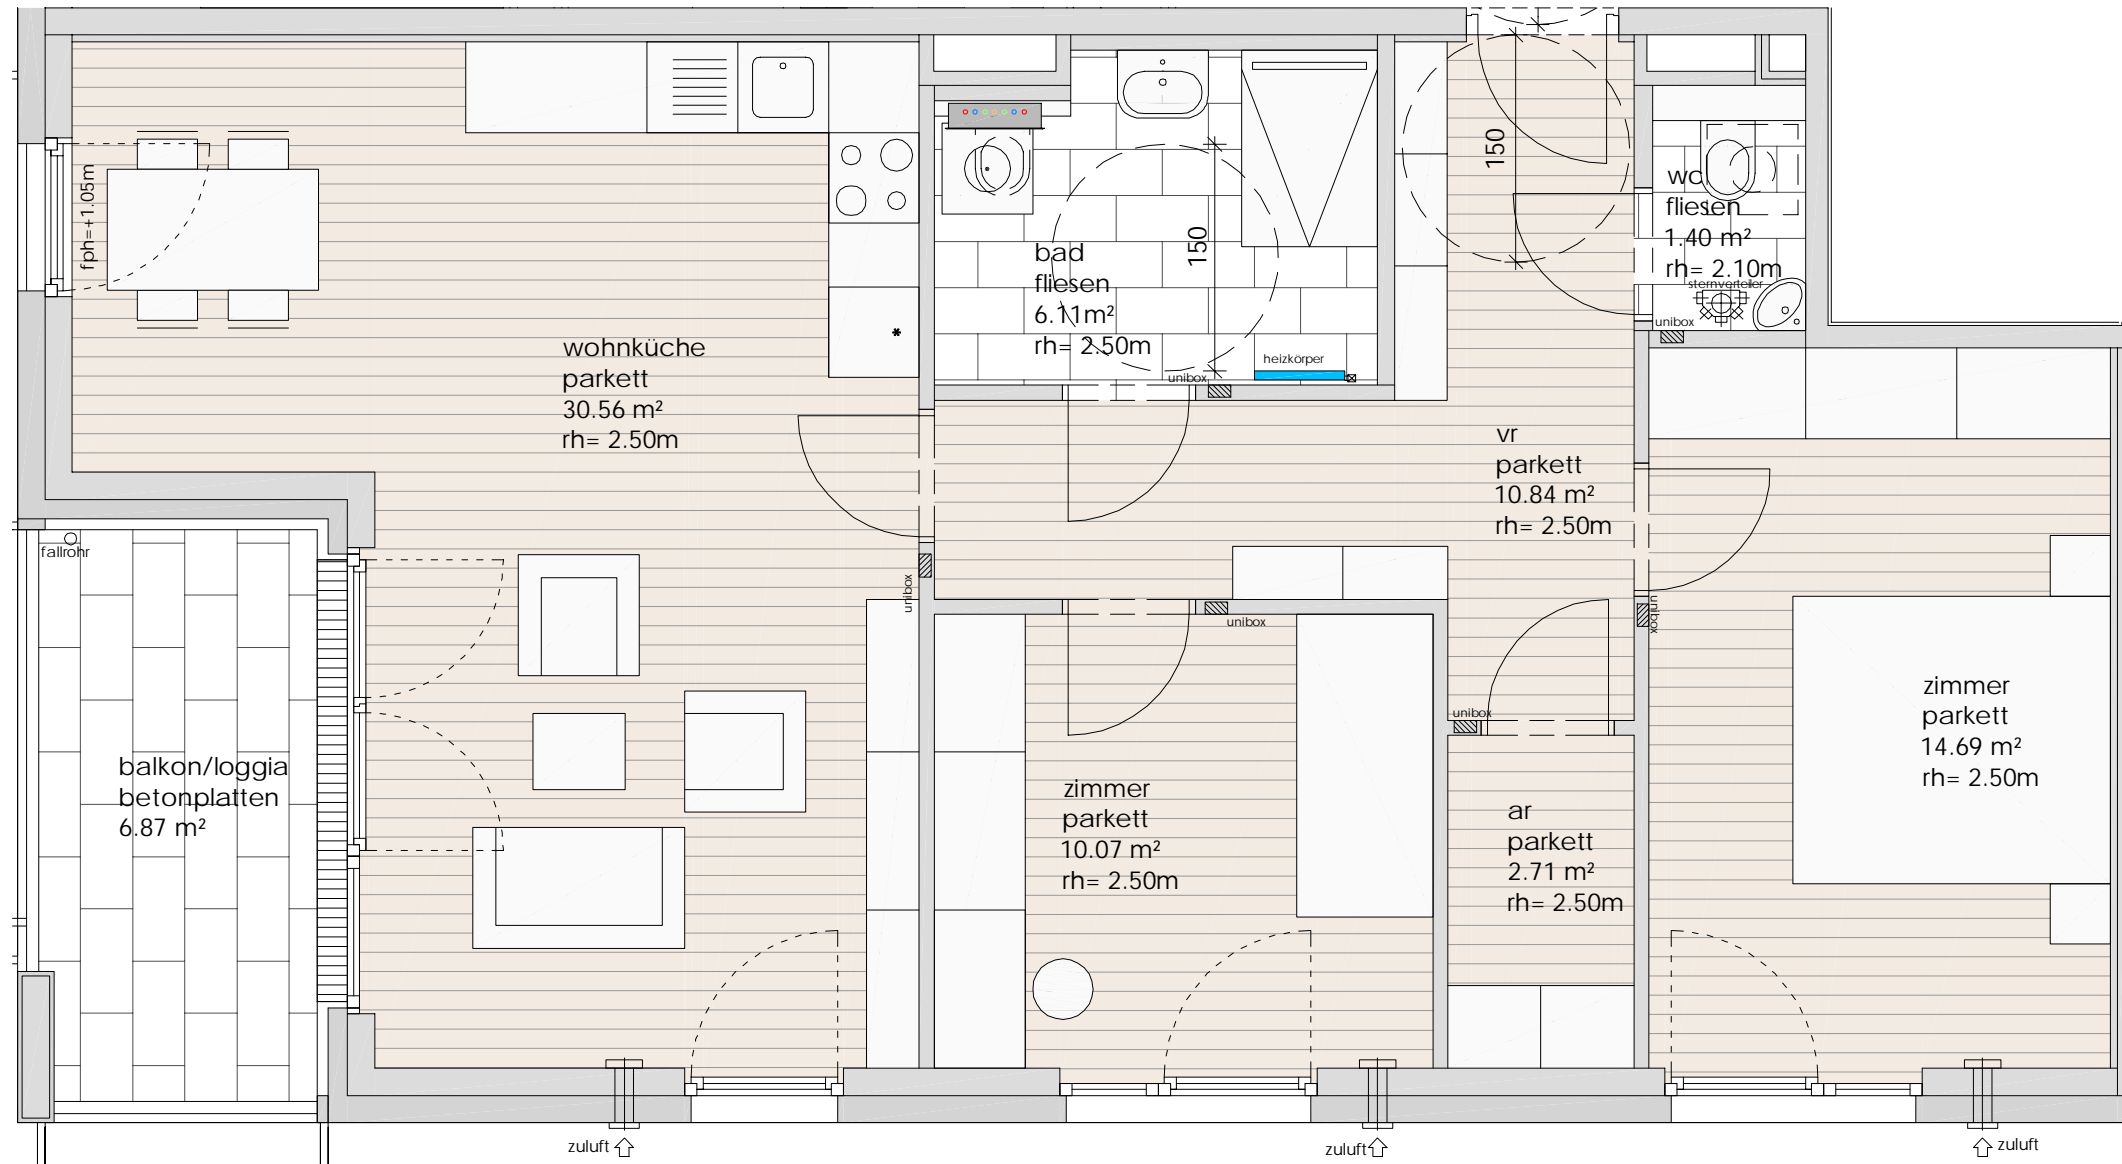 fph=+1.05m
wohnküche
parkett
30.56 m²
rh= 2.50m
bad
fliesen
6.11m²
rh= 2.50m
150
heizkörper
unibox
150
wc
fliesen
1.40 m²
rh= 2.10m
sternverteiler
unibox
vr
parkett
10.84 m²
rh= 2.50m
fallrohr
unibox
unibox
unibox
unibox
balkon/loggia
betonplatten
6.87 m²
zimmer
parkett
10.07 m²
rh= 2.50m
ar
parkett
2.71 m²
rh= 2.50m
zimmer
parkett
14.69 m²
rh= 2.50m
zuluft
zuluft
zuluft